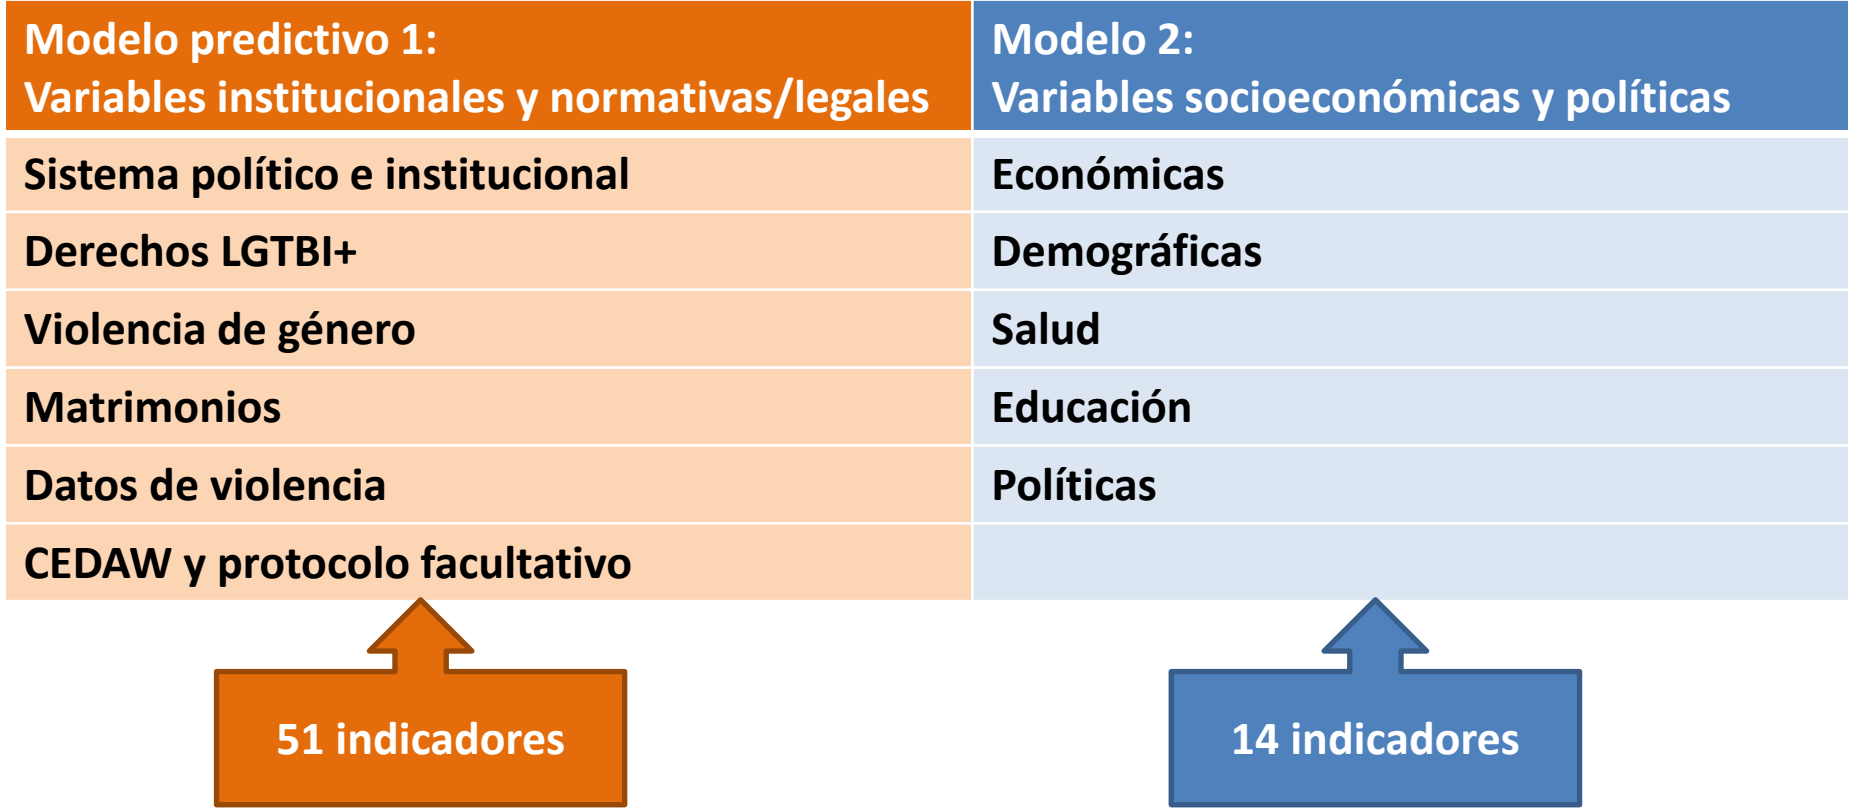 Modelo predictivo 1:
Variables institucionales y normativas/legales
Modelo 2:
Variables socioeconómicas y políticas
Sistema político e institucional
Económicas
Derechos LGTBI+
Demográficas
Violencia de género
Salud
Matrimonios
Educación
Datos de violencia
Políticas
CEDAW y protocolo facultativo
51 indicadores
14 indicadores